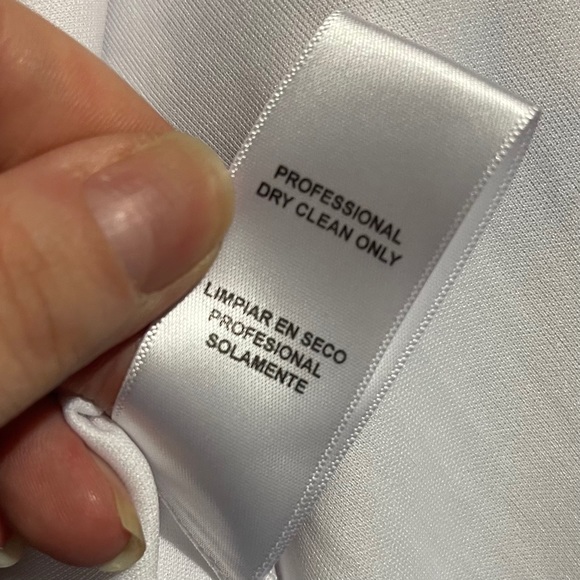 PROFESSIONAL
DRY CLEAN ONLY
LIMPIAR EN SECO
PROFESIONAL
SOLAMENTE